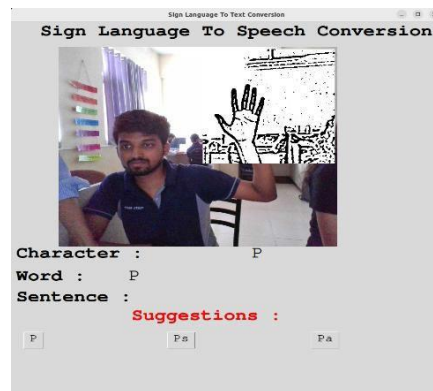 Sign Language To Text Conversion
Sign Language To Speech Conversion
Character : P
Word : P
Sentence :
Suggestions :
P Ps Pa